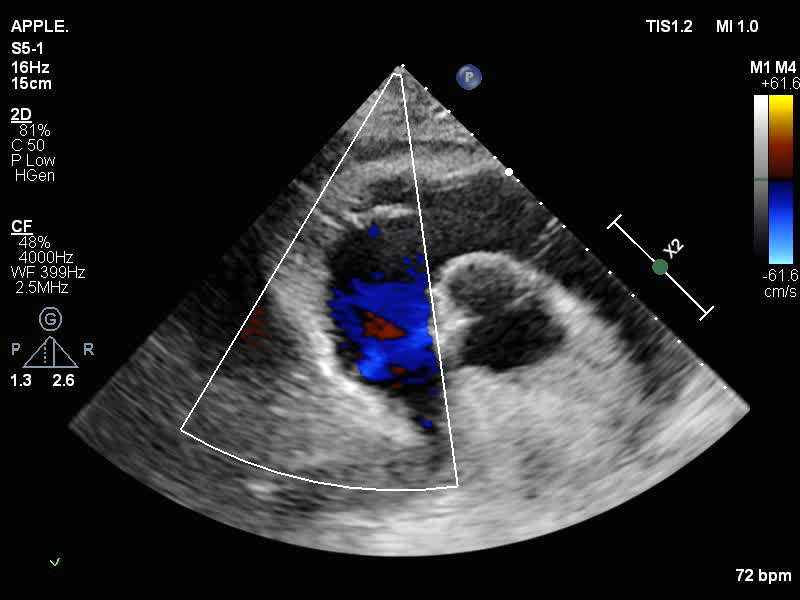 APPLE.
S5-1
16Hz
15cm
2D
81%
C 50
P Low
HGen
CF
48%
4000Hz
WF 399Hz
2.5MHz
G
P R
1.3 2.6
TIS1.2 MI 1.0
P
M1 M4
+61.6
-61.6
cm/s
X2
72 bpm